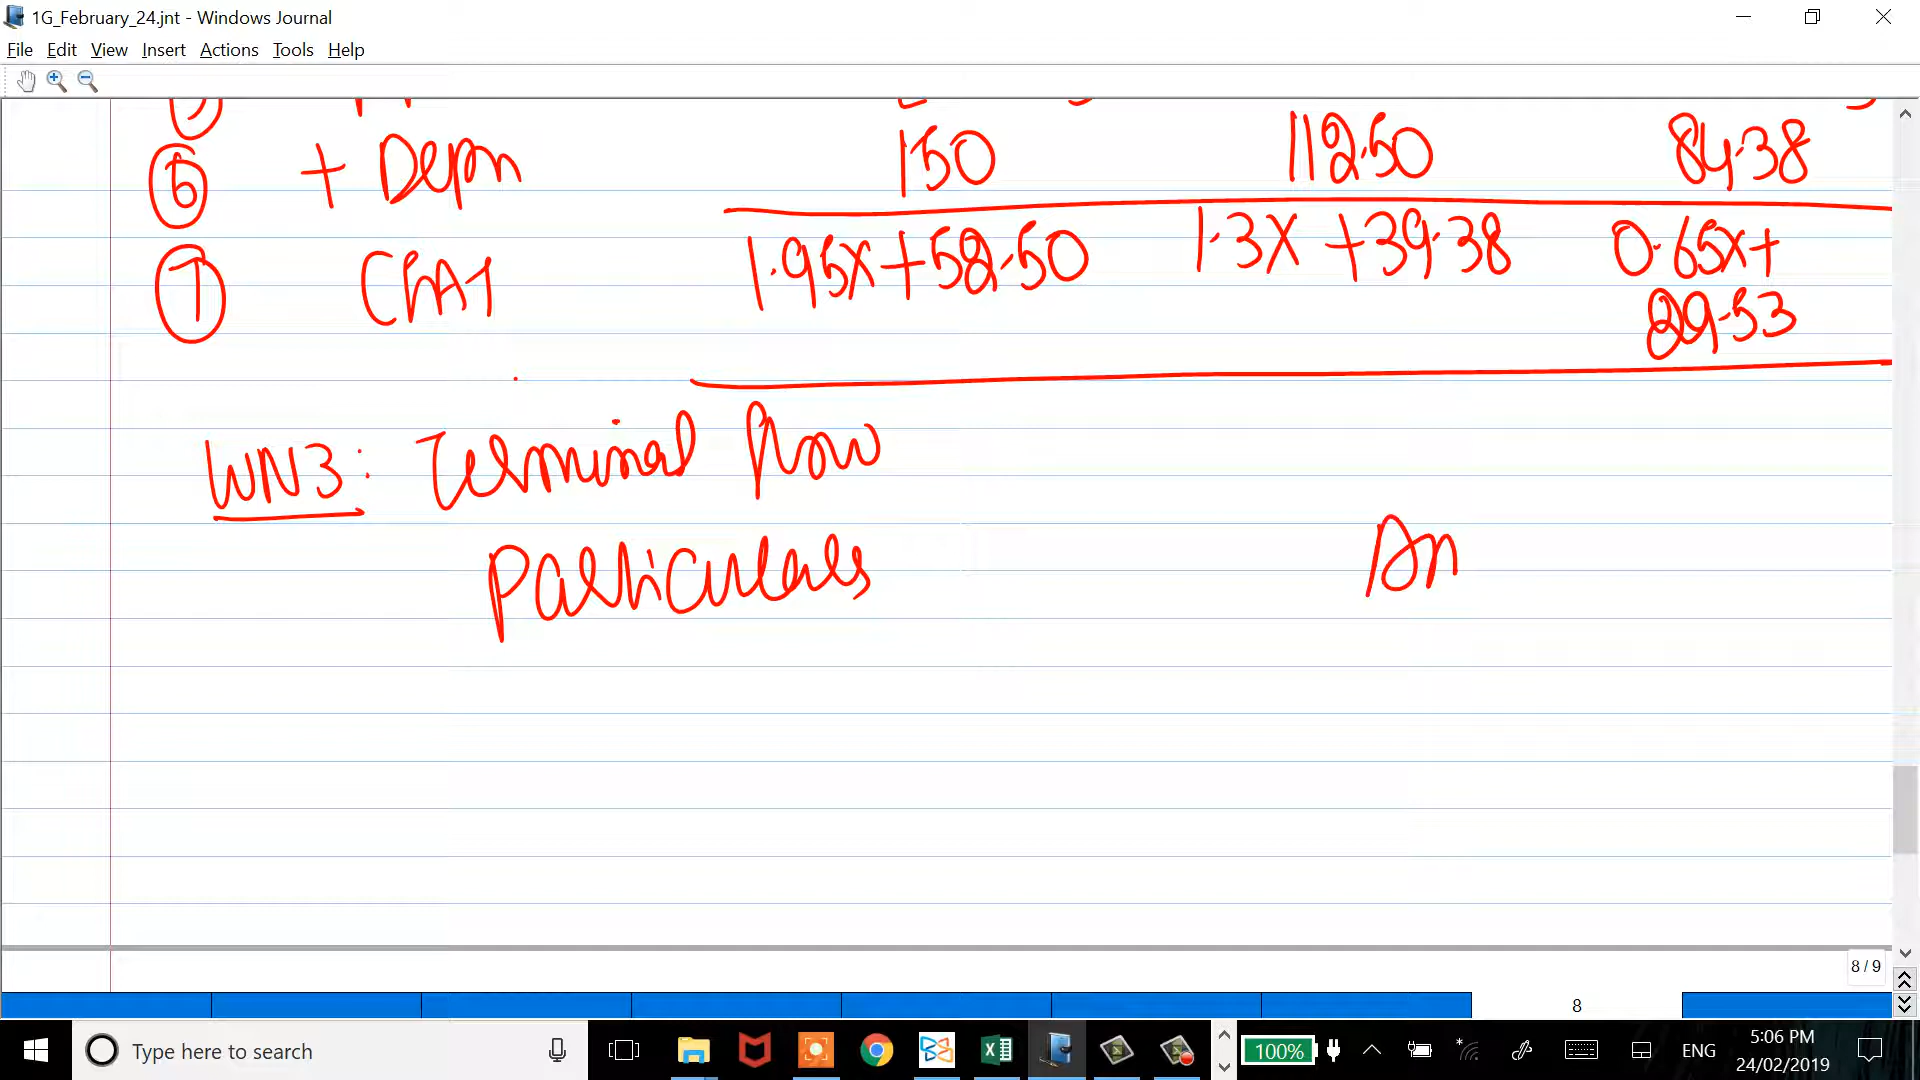 1G_February_24.jnt - Windows Journal
File Edit View Insert Actions Tools Help
6 + Depn 150 112.50 84.38
7 CFAT 1.95x+58.50 1.3x +39.38 0.65x+
29.53
WN3: Terminal flow
Particulars Am
8 / 9
8
Type here to search
100%
ENG
5:06 PM
24/02/2019